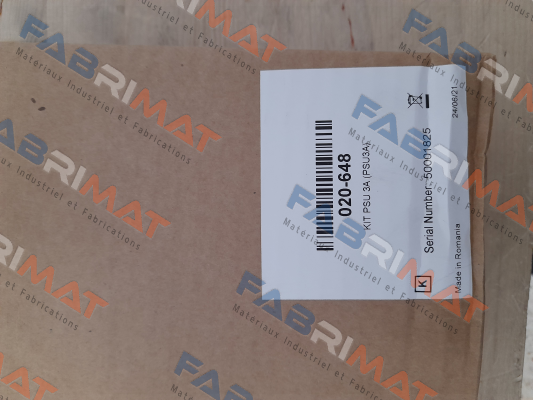 020-648
KIT PSU 3A (PSU3A)
Serial Number: 50001825
K
Made in Romania
24/06/21
FABRIMAT
Matériaux Industriel et Fabrications